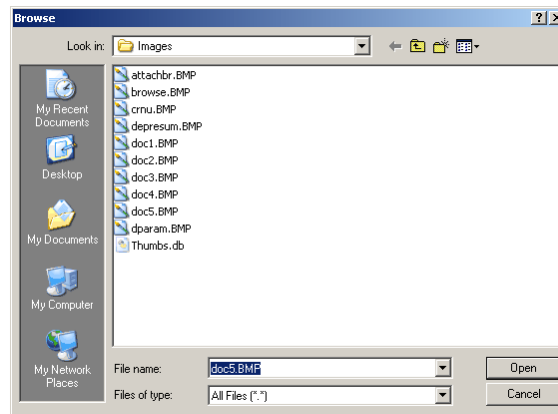 Browse
Look in: Images
My Recent
Documents
Desktop
My Documents
My Computer
My Network
Places
attachbr.BMP
browse.BMP
crnu.BMP
depresum.BMP
doc1.BMP
doc2.BMP
doc3.BMP
doc4.BMP
doc5.BMP
dparam.BMP
Thumbs.db
File name: doc5.BMP Open
Files of type: All Files (*.*) Cancel